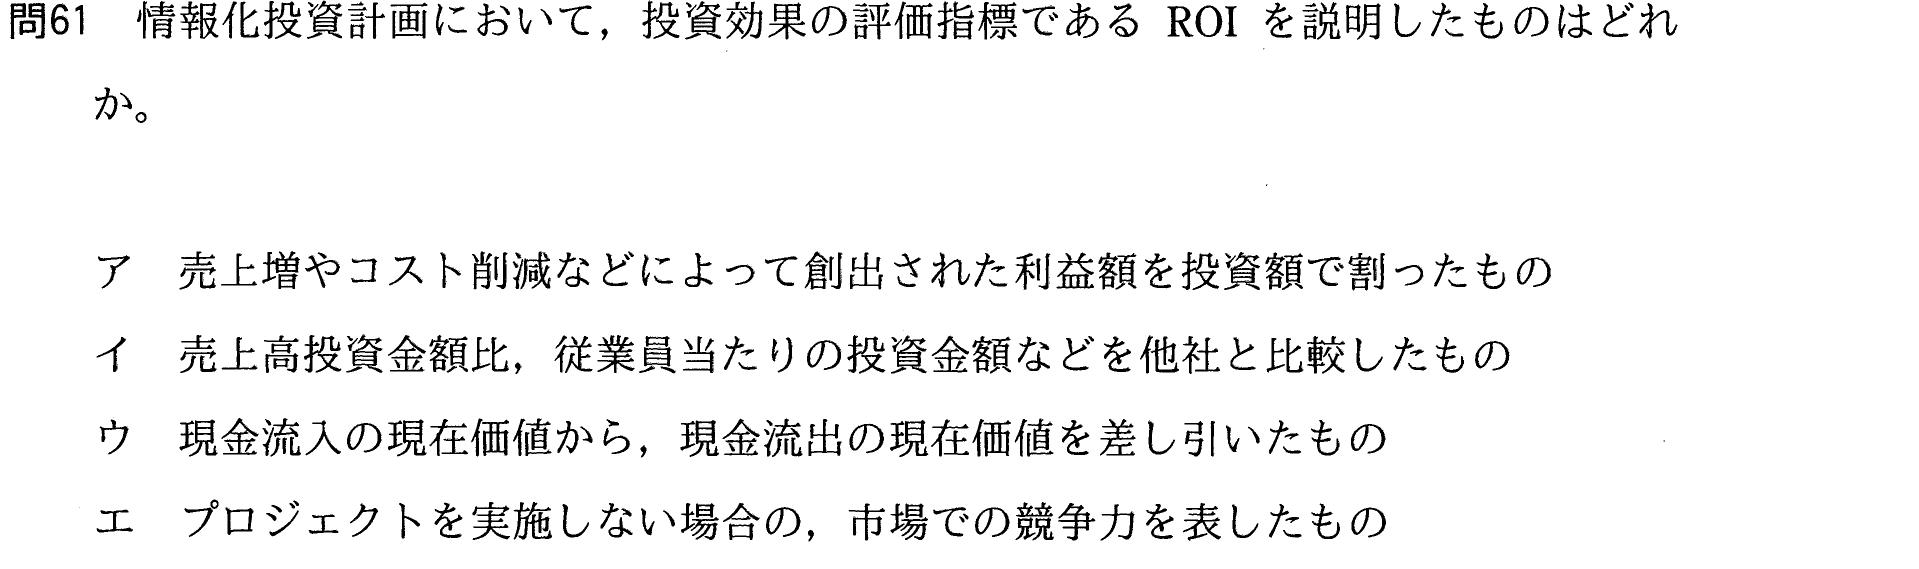 問61　情報化投資計画において，投資効果の評価指標である ROI を説明したものはどれ
か。
ア　売上増やコスト削減などによって創出された利益額を投資額で割ったもの
イ　売上高投資金額比，従業員当たりの投資金額などを他社と比較したもの
ウ　現金流入の現在価値から，現金流出の現在価値を差し引いたもの
エ　プロジェクトを実施しない場合の，市場での競争力を表したもの